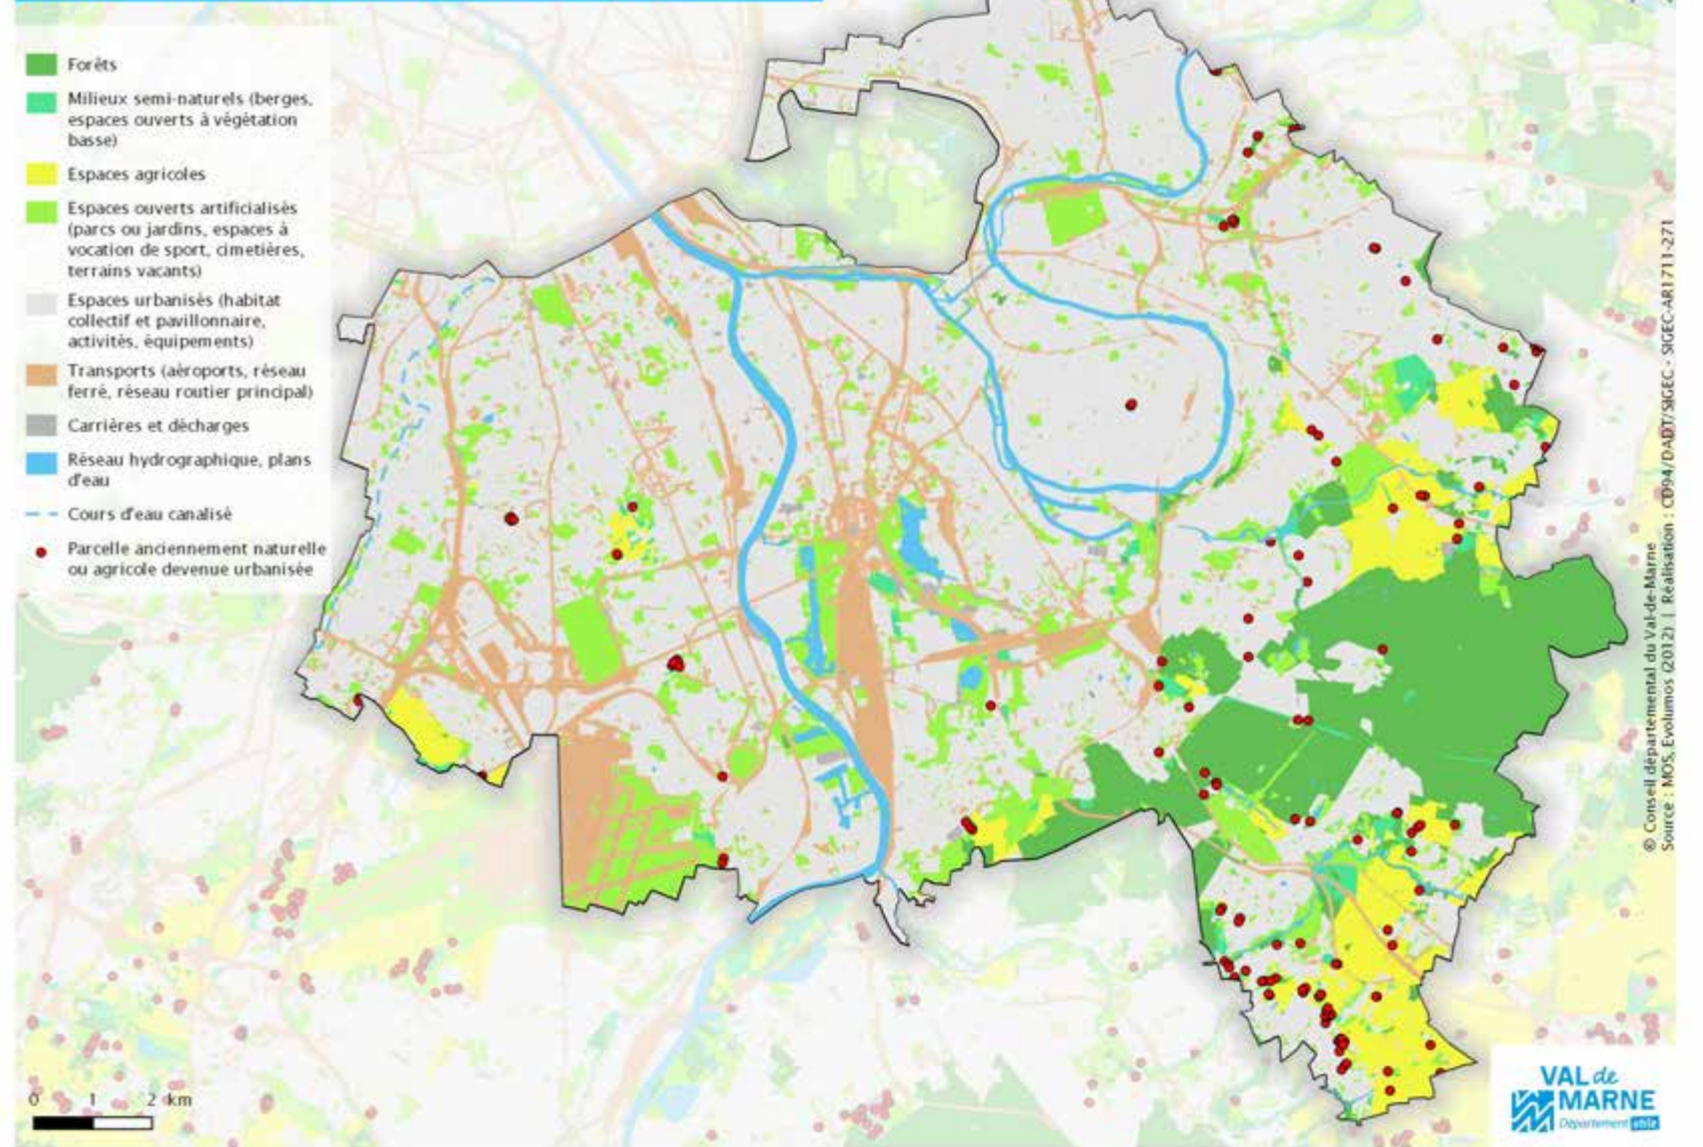 Forêts
Milieux semi-naturels (berges,
espaces ouverts à végétation
basse)
Espaces agricoles
Espaces ouverts artificialisés
(parcs ou jardins, espaces à
vocation de sport, cimetières,
terrains vacants)
Espaces urbanisés (habitat
collectif et pavillonnaire,
activités, équipements)
Transports (aéroports, réseau
ferré, réseau routier principal)
Carrières et décharges
Réseau hydrographique, plans
d'eau
Cours d'eau canalisé
Parcelle anciennement naturelle
ou agricole devenue urbanisée
0 1 2 km
© Conseil départemental du Val-de-Marne
Source : MOS, Evolumos (2012) | Réalisation : CD94/DADT/SIGEC - SIGEC-AR1711-271
VAL de
MARNE
Département utile